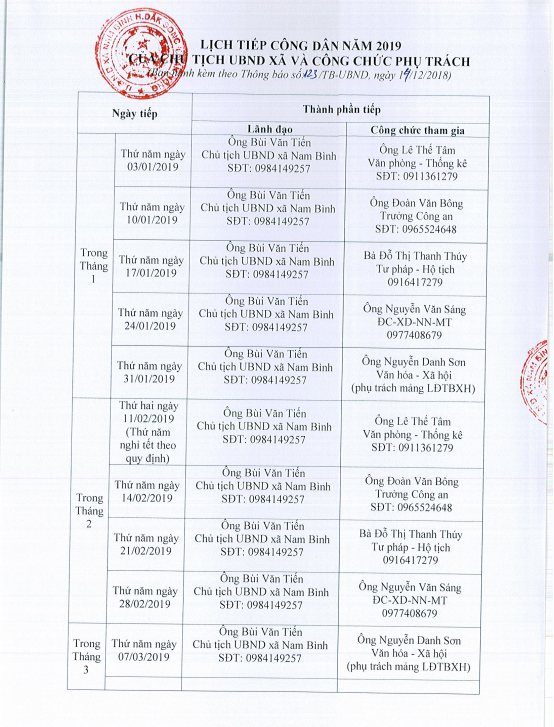 LỊCH TIẾP CÔNG DÂN NĂM 2019
CỦA CHỦ TỊCH UBND XÃ VÀ CÔNG CHỨC PHỤ TRÁCH
(Ban hành kèm theo Thông báo số 123/TB-UBND, ngày 14/12/2018)
Ngày tiếp
Thành phần tiếp
Lãnh đạo
Công chức tham gia
Trong
Tháng
1
Thứ năm ngày
03/01/2019
Ông Bùi Văn Tiến
Chủ tịch UBND xã Nam Bình
SĐT: 0984149257
Ông Lê Thế Tâm
Văn phòng - Thống kê
SĐT: 0911361279
Thứ năm ngày
10/01/2019
Ông Bùi Văn Tiến
Chủ tịch UBND xã Nam Bình
SĐT: 0984149257
Ông Đoàn Văn Bông
Trưởng Công an
SĐT: 0965524648
Thứ năm ngày
17/01/2019
Ông Bùi Văn Tiến
Chủ tịch UBND xã Nam Bình
SĐT: 0984149257
Bà Đỗ Thị Thanh Thúy
Tư pháp - Hộ tịch
0916417279
Thứ năm ngày
24/01/2019
Ông Bùi Văn Tiến
Chủ tịch UBND xã Nam Bình
SĐT: 0984149257
Ông Nguyễn Văn Sáng
ĐC-XD-NN-MT
0977408679
Thứ năm ngày
31/01/2019
Ông Bùi Văn Tiến
Chủ tịch UBND xã Nam Bình
SĐT: 0984149257
Ông Nguyễn Danh Sơn
Văn hóa - Xã hội
(phụ trách mảng LĐTBXH)
Trong
Tháng
2
Thứ hai ngày
11/02/2019
(Thứ năm
nghỉ tết theo
quy định)
Ông Bùi Văn Tiến
Chủ tịch UBND xã Nam Bình
SĐT: 0984149257
Ông Lê Thế Tâm
Văn phòng - Thống kê
SĐT: 0911361279
Thứ năm ngày
14/02/2019
Ông Bùi Văn Tiến
Chủ tịch UBND xã Nam Bình
SĐT: 0984149257
Ông Đoàn Văn Bông
Trưởng Công an
SĐT: 0965524648
Thứ năm ngày
21/02/2019
Ông Bùi Văn Tiến
Chủ tịch UBND xã Nam Bình
SĐT: 0984149257
Bà Đỗ Thị Thanh Thúy
Tư pháp - Hộ tịch
0916417279
Thứ năm ngày
28/02/2019
Ông Bùi Văn Tiến
Chủ tịch UBND xã Nam Bình
SĐT: 0984149257
Ông Nguyễn Văn Sáng
ĐC-XD-NN-MT
0977408679
Trong
Tháng
3
Thứ năm ngày
07/03/2019
Ông Bùi Văn Tiến
Chủ tịch UBND xã Nam Bình
SĐT: 0984149257
Ông Nguyễn Danh Sơn
Văn hóa - Xã hội
(phụ trách mảng LĐTBXH)